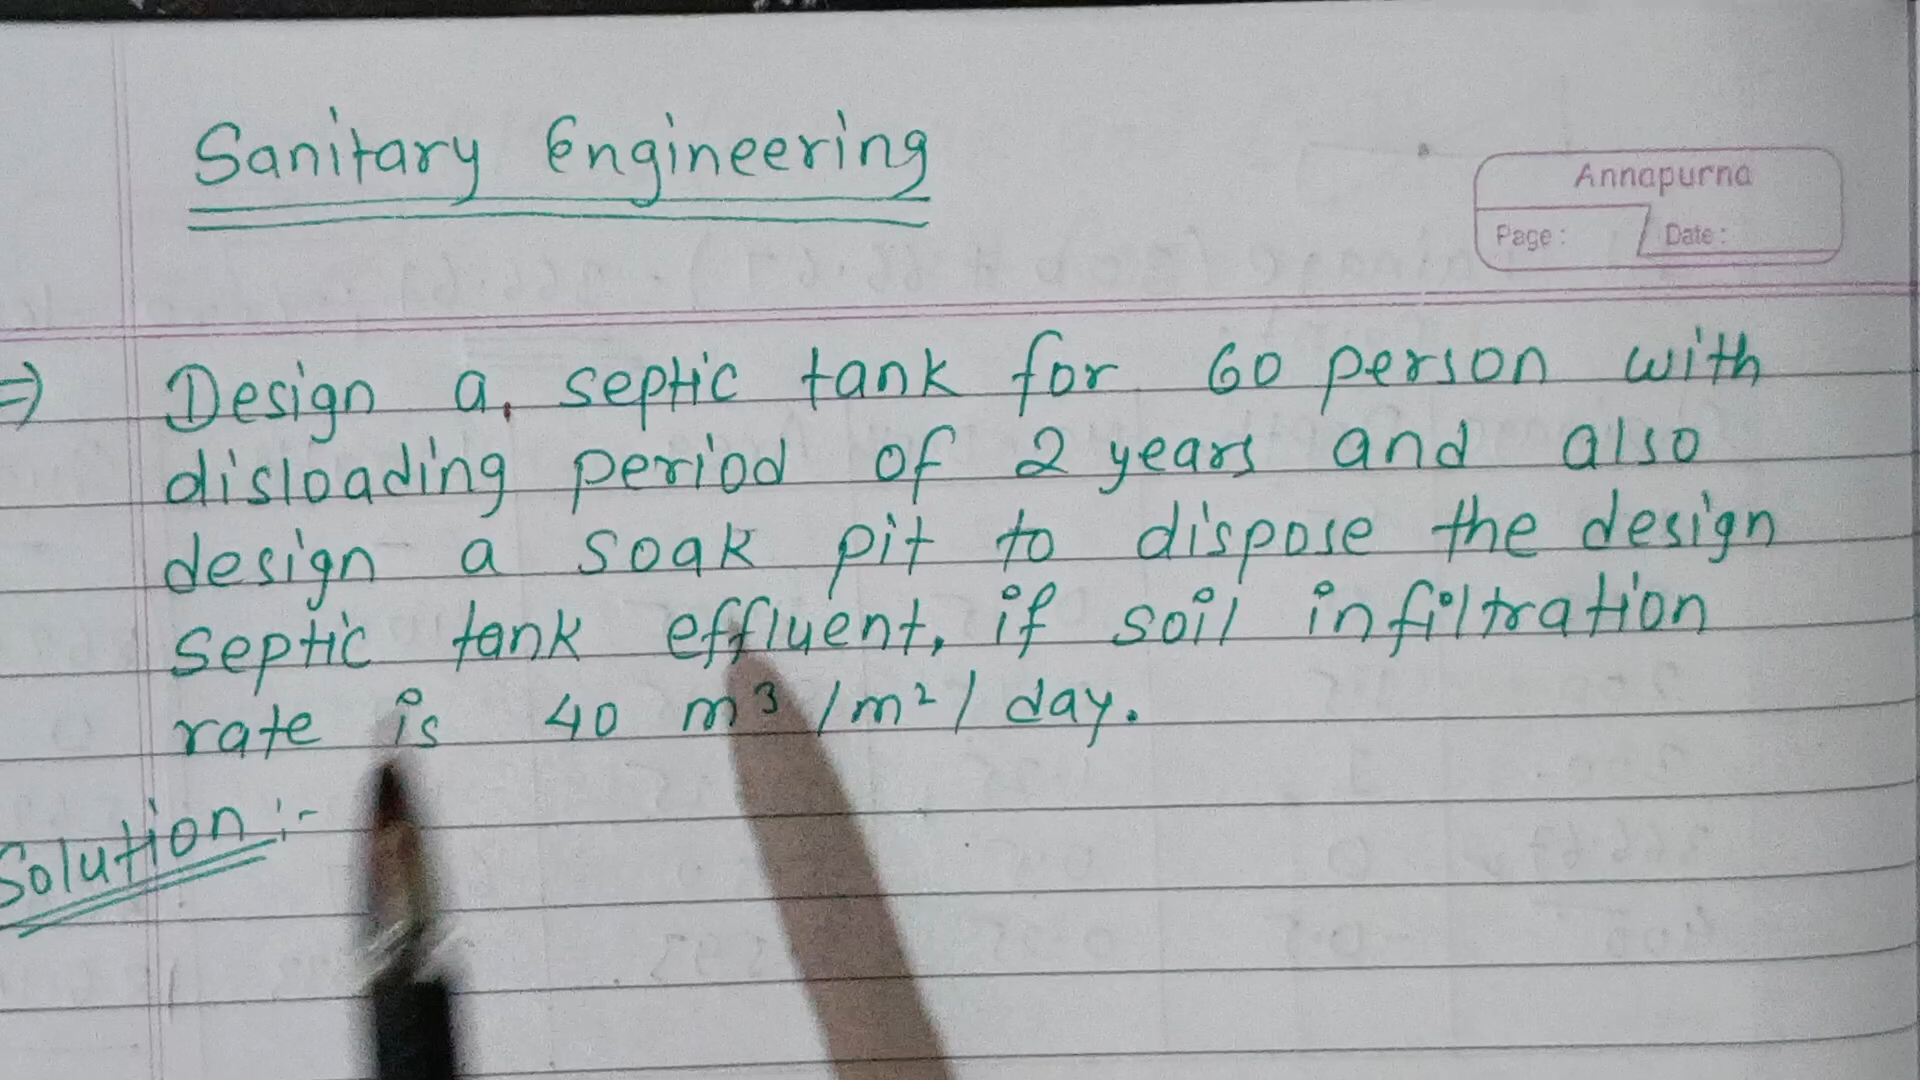 Sanitary Engineering
Annapurna
Page :
Date :
⇒ Design a septic tank for 60 person with
disloading period of 2 years and also
design a soak pit to dispose the design
septic tank effluent, if soil infiltration
rate is 40 m³/m²/day.
Solution :-